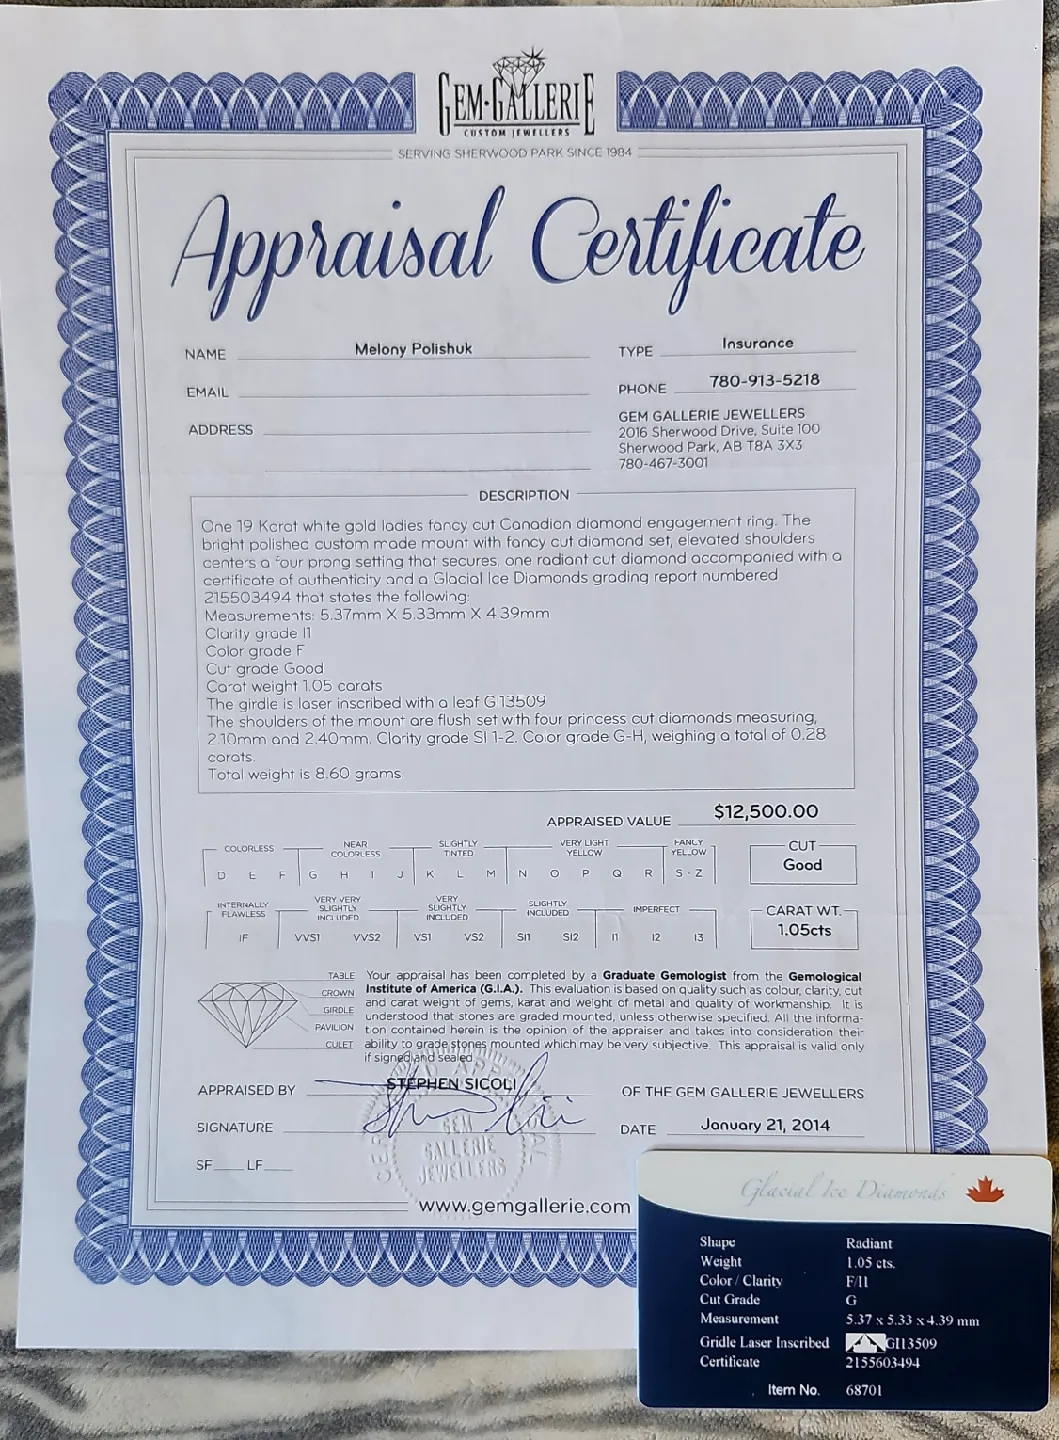 GEM-GALLERIE
CUSTOM JEWELLERS
SERVING SHERWOOD PARK SINCE 1984
Appraisal Certificate
NAME Melony Polishuk
TYPE Insurance
EMAIL
PHONE 780-913-5218
ADDRESS
GEM GALLERIE JEWELLERS
2016 Sherwood Drive, Suite 100
Sherwood Park, AB T8A 3X3
780-467-3001
DESCRIPTION
One 19 Karat white gold ladies fancy cut Canadian diamond engagement ring. The
bright polished custom made mount with fancy cut diamond set, elevated shoulders
centers a four prong setting that secures, one radiant cut diamond accompanied with a
certificate of authenticity and a Glacial Ice Diamonds grading report numbered
215503494 that states the following:
Measurements: 5.37mm X 5.33mm X 4.39mm
Clarity grade I1
Color grade F
Cut grade Good
Carat weight 1.05 carats
The girdle is laser inscribed with a leaf G113509
The shoulders of the mount are flush set with four princess cut diamonds measuring,
2.10mm and 2.40mm. Clarity grade SI 1-2. Color grade G-H, weighing a total of 0.28
carats.
Total weight is 8.60 grams
APPRAISED VALUE $12,500.00
COLORLESS NEAR COLORLESS SLIGHTLY TINTED VERY LIGHT YELLOW FANCY YELLOW
D E F G H I J K L M N O P Q R S - Z
CUT
Good
INTERNALLY FLAWLESS VERY VERY SLIGHTLY INCLUDED VERY SLIGHTLY INCLUDED SLIGHTLY INCLUDED IMPERFECT
IF VVS1 VVS2 VS1 VS2 SI1 SI2 I1 I2 I3
CARAT WT.
1.05cts
TABLE
CROWN
GIRDLE
PAVILION
CULET
Your appraisal has been completed by a Graduate Gemologist from the Gemological
Institute of America (G.I.A.). This evaluation is based on quality such as colour, clarity, cut
and carat weight of gems, karat and weight of metal and quality of workmanship. It is
understood that stones are graded mounted, unless otherwise specified. All the informa-
tion contained herein is the opinion of the appraiser and takes into consideration their
ability to grade stones mounted which may be very subjective. This appraisal is valid only
if signed and sealed
APPRAISED BY STEPHEN SICOLI OF THE GEM GALLERIE JEWELLERS
SIGNATURE
DATE January 21, 2014
GEM
GALLERIE
JEWELLERS
SF LF
www.gemgallerie.com
Glacial Ice Diamonds
Shape Radiant
Weight 1.05 cts.
Color / Clarity F/I1
Cut Grade G
Measurement 5.37 x 5.33 x 4.39 mm
Gridle Laser Inscribed GI13509
Certificate 2155603494
Item No. 68701